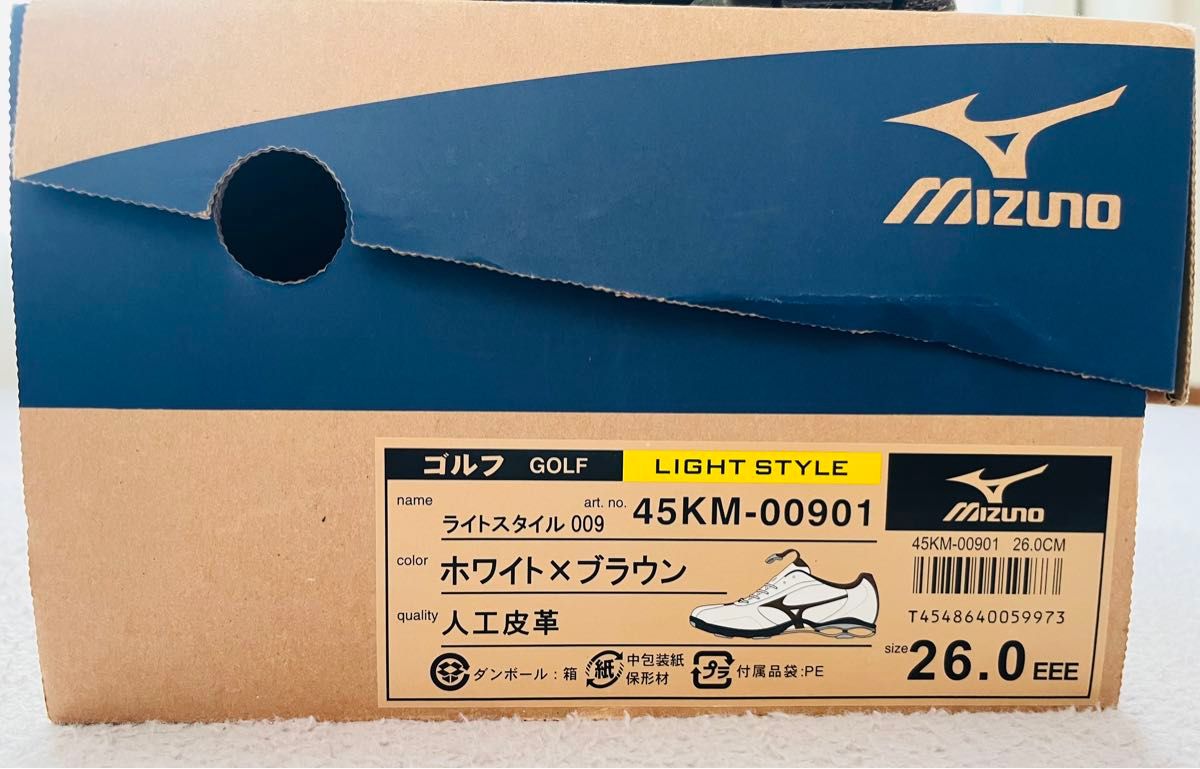 MIZUNO
ゴルフ GOLF LIGHT STYLE
MIZUNO
name ライトスタイル 009 art. no. 45KM-00901
45KM-00901 26.0CM
color ホワイト×ブラウン
T4548640059973
quality 人工皮革
size 26.0 EEE
ダンボール：箱 紙 中包装紙 保形材 プラ 付属品袋:PE